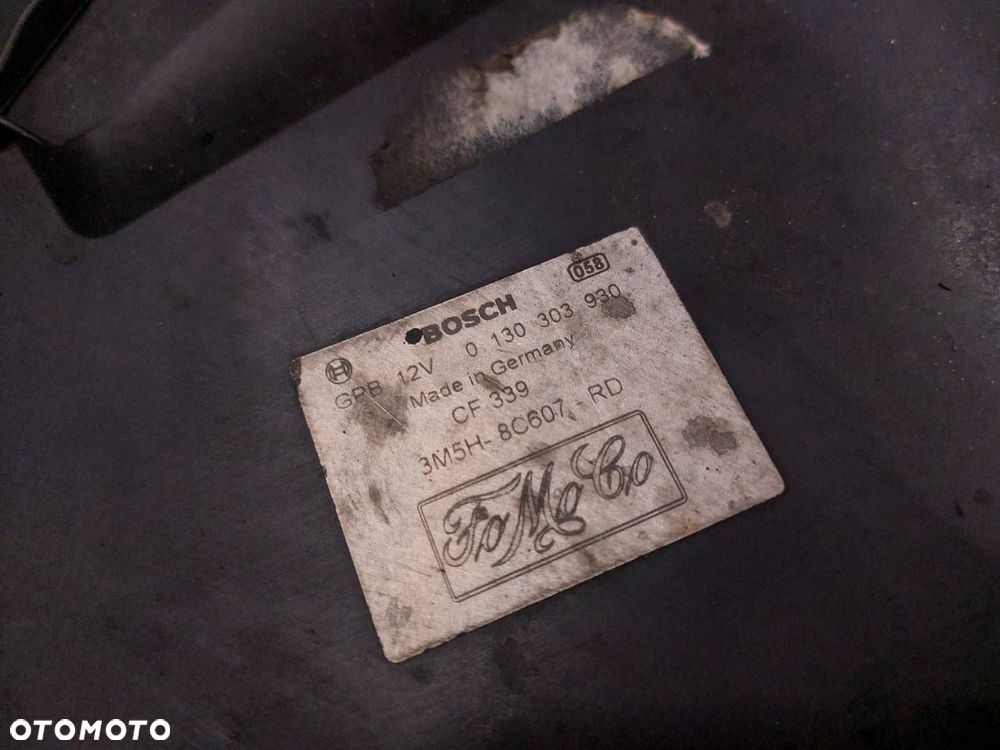 058
BOSCH
GPB 12V 0 130 303 930
Made in Germany
CF 339
3M5H-8C607-RD
FoMoCo
OTOMOTO